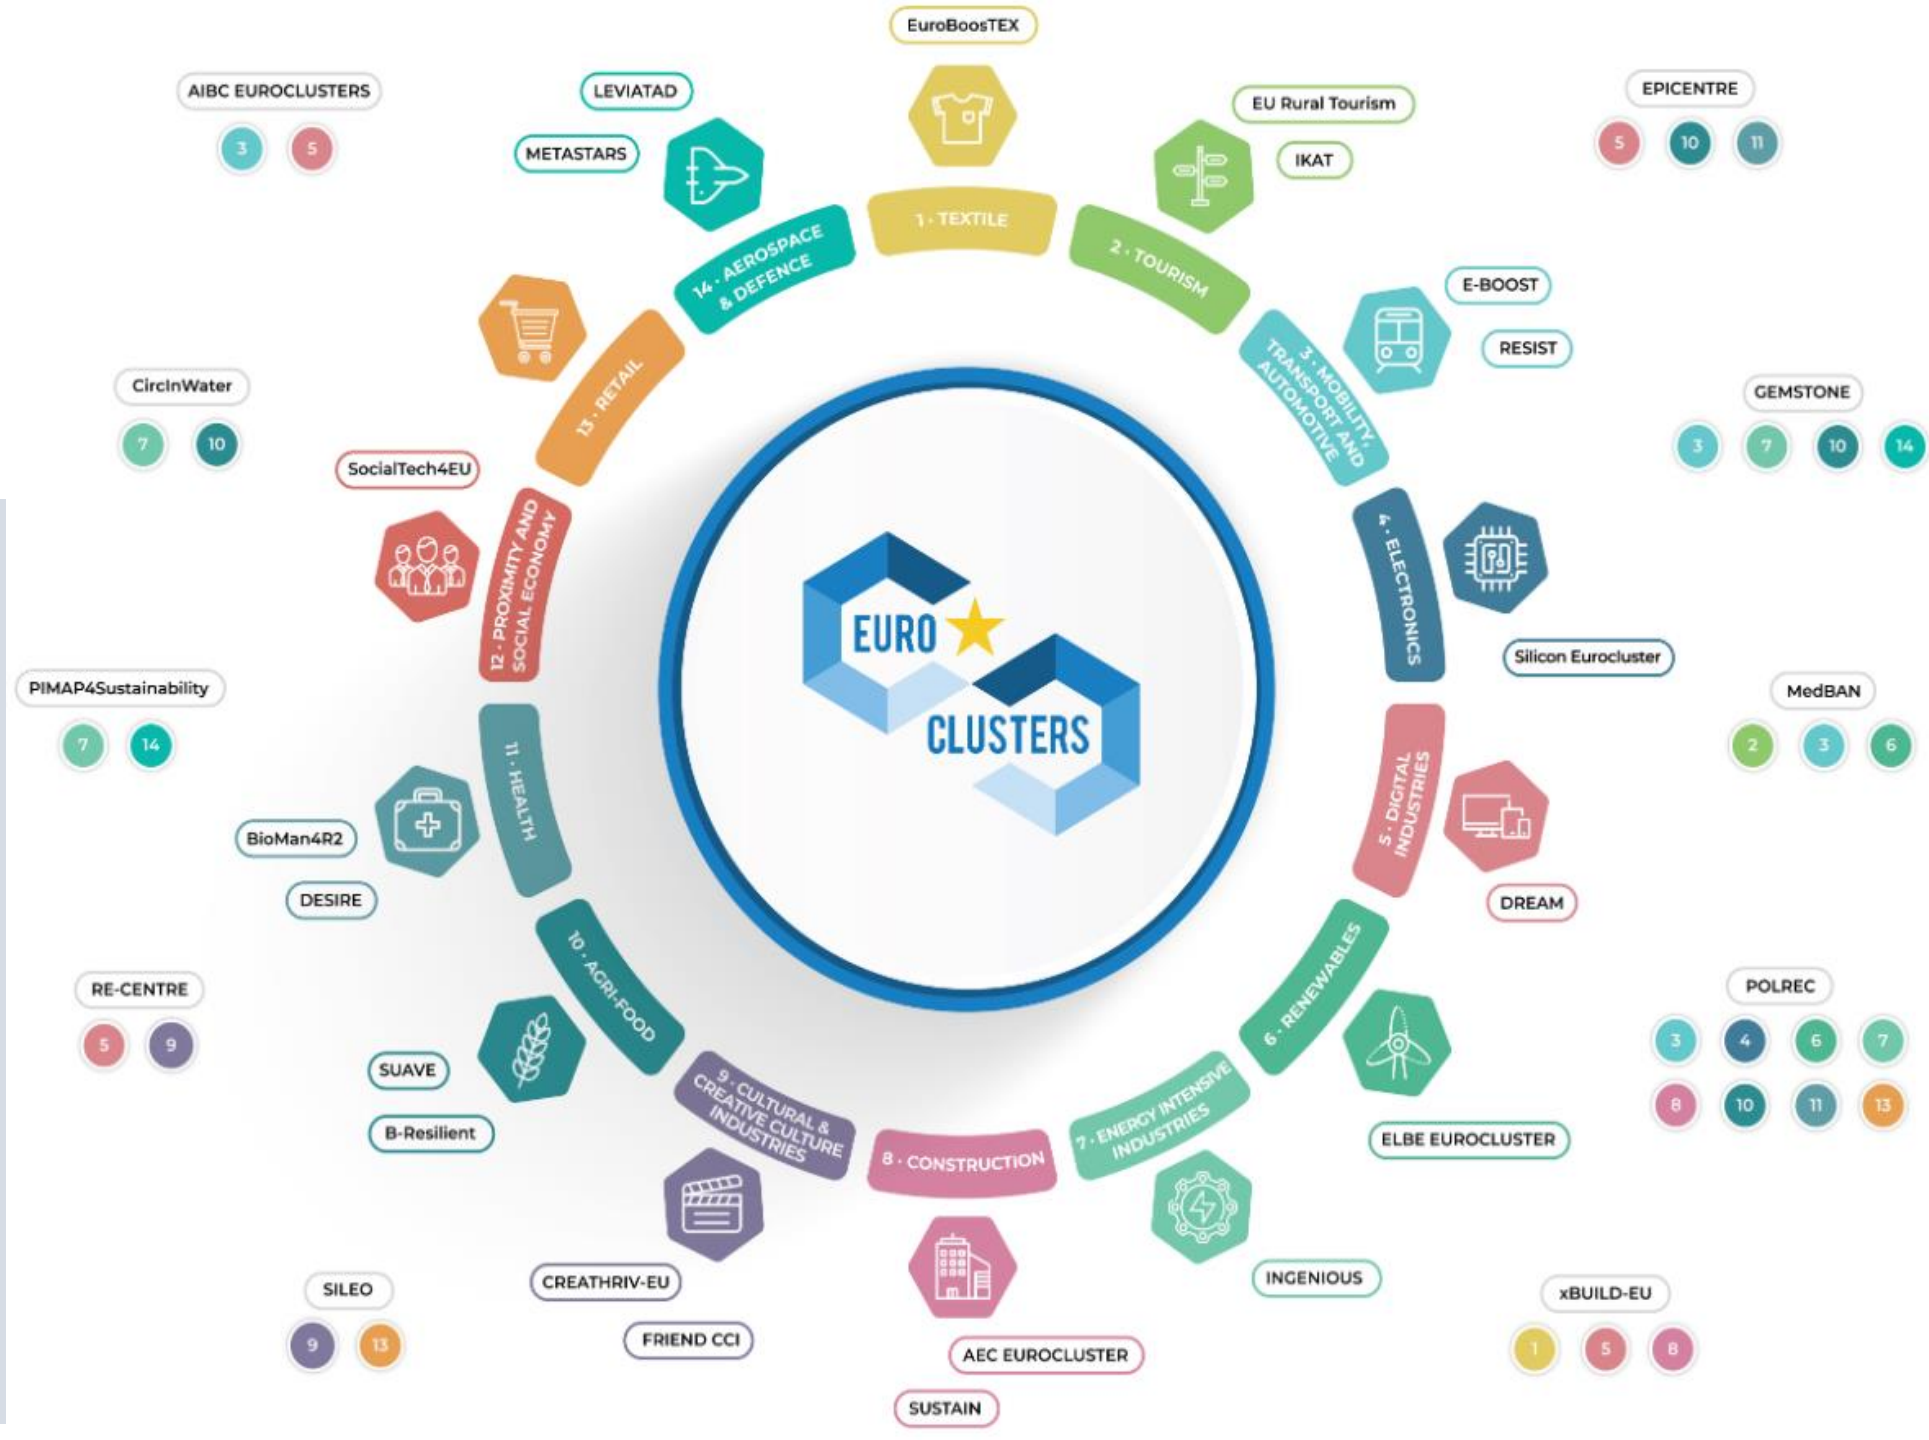 EuroBoosTEX
1 · TEXTILE
EU Rural Tourism
IKAT
2 · TOURISM
E-BOOST
RESIST
3 · MOBILITY,
TRANSPORT AND
AUTOMOTIVE
4 · ELECTRONICS
Silicon Eurocluster
5 · DIGITAL
INDUSTRIES
DREAM
6 · RENEWABLES
ELBE EUROCLUSTER
7 · ENERGY INTENSIVE
INDUSTRIES
INGENIOUS
8 · CONSTRUCTION
AEC EUROCLUSTER
SUSTAIN
9 · CULTURAL &
CREATIVE CULTURE
INDUSTRIES
CREATHRIV-EU
FRIEND CCI
10 · AGRI-FOOD
SUAVE
B-Resilient
11 · HEALTH
BioMan4R2
DESIRE
12 · PROXIMITY AND
SOCIAL ECONOMY
SocialTech4EU
13 · RETAIL
14 · AEROSPACE
& DEFENCE
LEVIATAD
METASTARS
EURO
CLUSTERS
AIBC EUROCLUSTERS
3 5
CircInWater
7 10
PIMAP4Sustainability
7 14
RE-CENTRE
5 9
SILEO
9 13
EPICENTRE
5 10 11
GEMSTONE
3 7 10 14
MedBAN
2 3 6
POLREC
3 4 6 7
8 10 11 13
xBUILD-EU
1 5 8